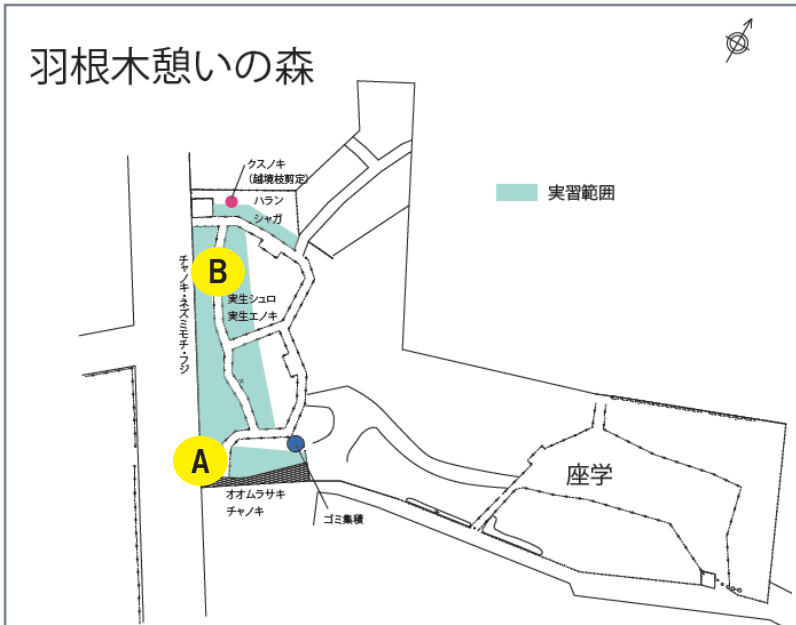 羽根木憩いの森
クスノキ
(越境枝剪定)
ハラン
シャガ
実習範囲
チャノキ・ネズミモチ・フジ
B
実生シュロ
実生エノキ
A
オオムラサキ
チャノキ
ゴミ集積
座学